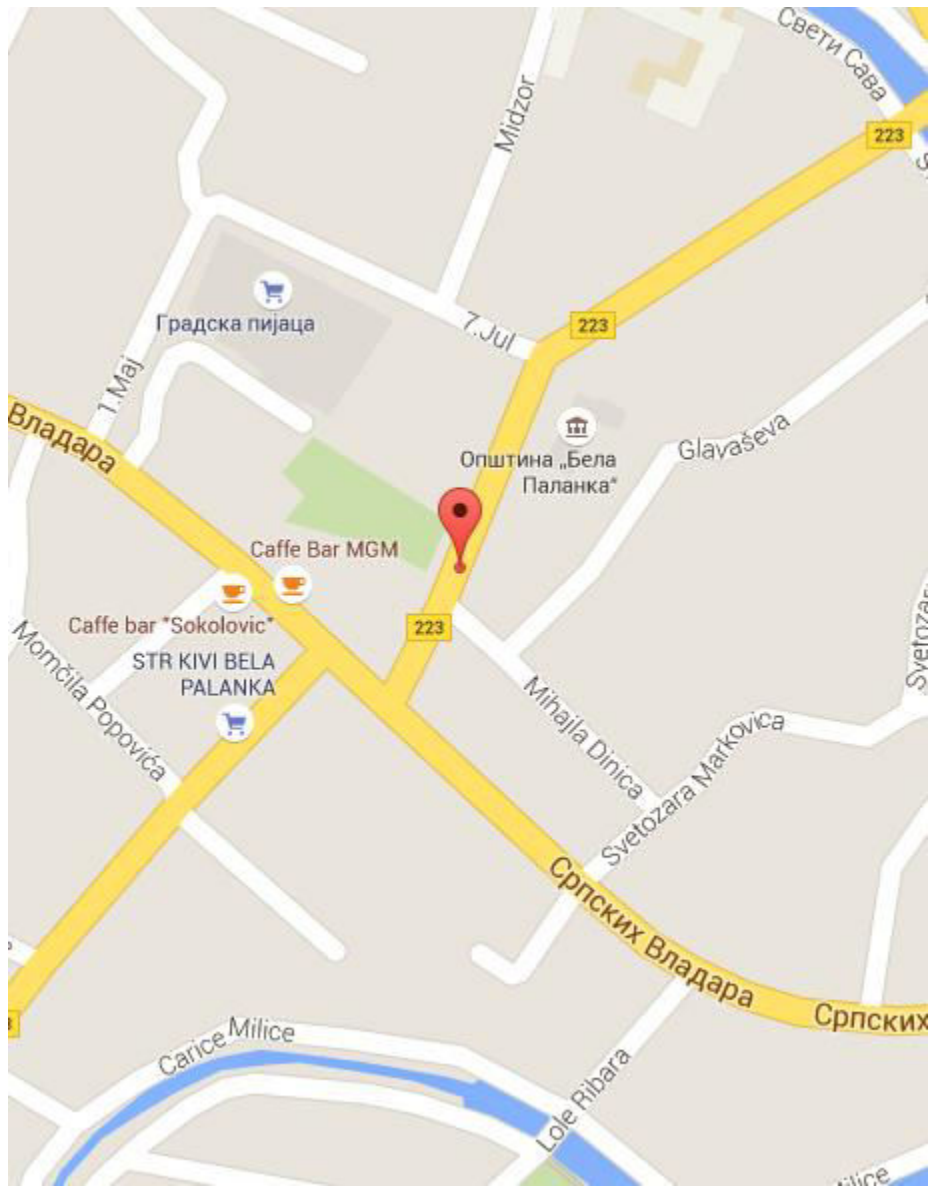 Свети Сава
Midzor
223
Градска пијаца
7.Jul
223
1.Maj
Владара
Glavaševa
Општина „Бела
Паланка“
Caffe Bar MGM
Caffe bar "Sokolovic"
223
STR KIVI BELA
PALANKA
Momčila Popovića
Mihajla Dinica
Svetozara Markovica
Српских Владара
Српских
Carice Milice
Lole Ribara